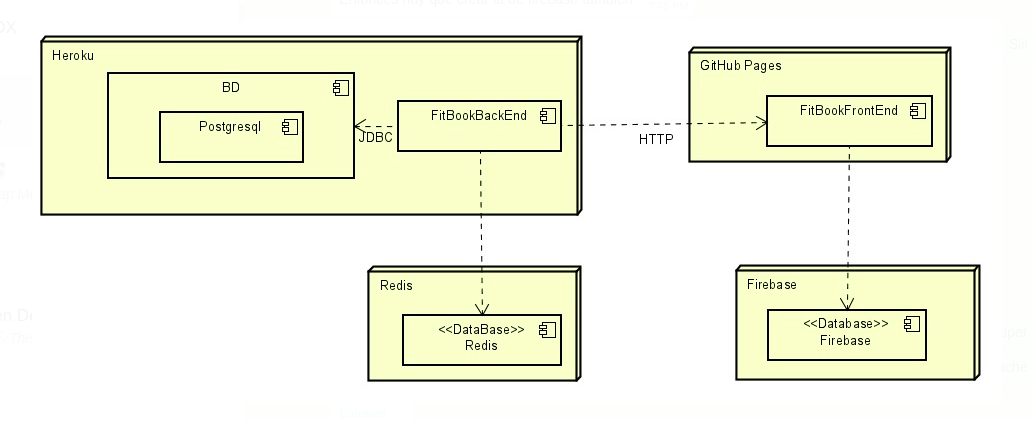 Heroku
BD
Postgresql
JDBC
FitBookBackEnd
HTTP
GitHub Pages
FitBookFrontEnd
Redis
<<DataBase>>
Redis
Firebase
<<Database>>
Firebase